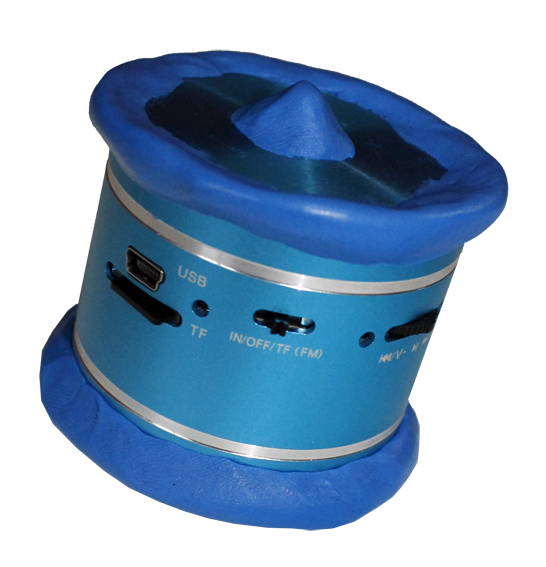 USB
TF
IN/OFF/TF (FM)
⏮/V-